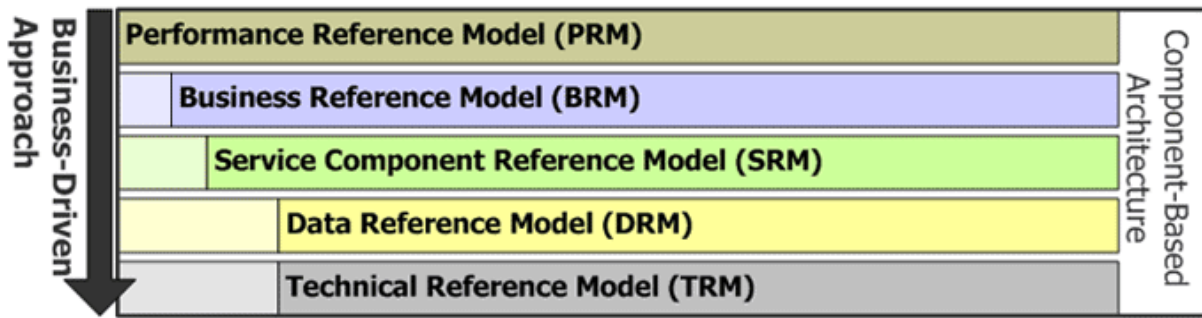 Business-Driven
Approach
Performance Reference Model (PRM)
Business Reference Model (BRM)
Service Component Reference Model (SRM)
Data Reference Model (DRM)
Technical Reference Model (TRM)
Component-Based
Architecture